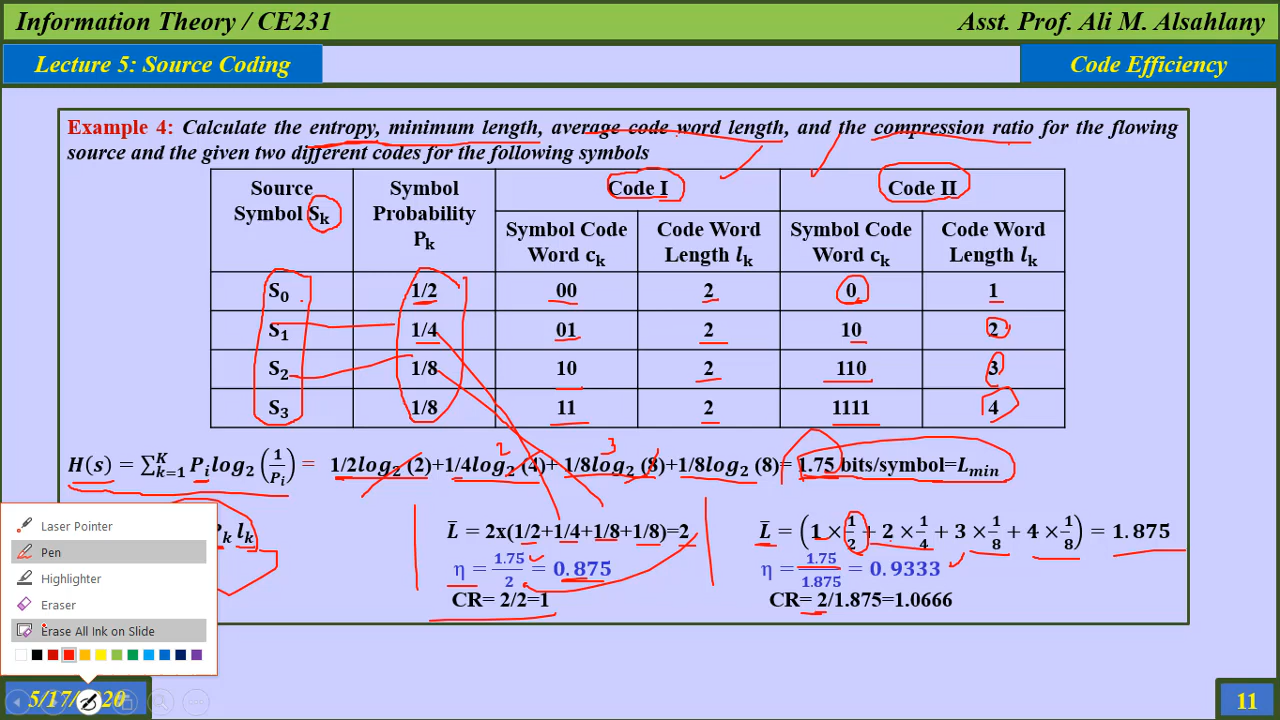 Information Theory / CE231 Asst. Prof. Ali M. Alsahlany
Lecture 5: Source Coding Code Efficiency
Example 4: Calculate the entropy, minimum length, average code word length, and the compression ratio for the flowing
source and the given two different codes for the following symbols
Source Symbol Sₖ Symbol Probability Pₖ Code I Code II
Symbol Code Word cₖ Code Word Length lₖ Symbol Code Word cₖ Code Word Length lₖ
S₀ 1/2 00 2 0 1
S₁ 1/4 01 2 10 2
S₂ 1/8 10 2 110 3
S₃ 1/8 11 2 1111 4
2 3
H(s) = ∑ᴷₖ₌₁ Pᵢ log₂ (1/Pᵢ) = 1/2log₂ (2)+1/4log₂ (4)+ 1/8log₂ (8)+1/8log₂ (8)= 1.75 bits/symbol=Lₘᵢₙ
Pₖ lₖ L̄ = 2x(1/2+1/4+1/8+1/8)=2 L̄ = (1 × 1/2 + 2 × 1/4 + 3 × 1/8 + 4 × 1/8) = 1.875
η = 1.75/2 = 0.875 η = 1.75/1.875 = 0.9333
CR= 2/2=1 CR= 2/1.875=1.0666
Laser Pointer
Pen
Highlighter
Eraser
Erase All Ink on Slide
11